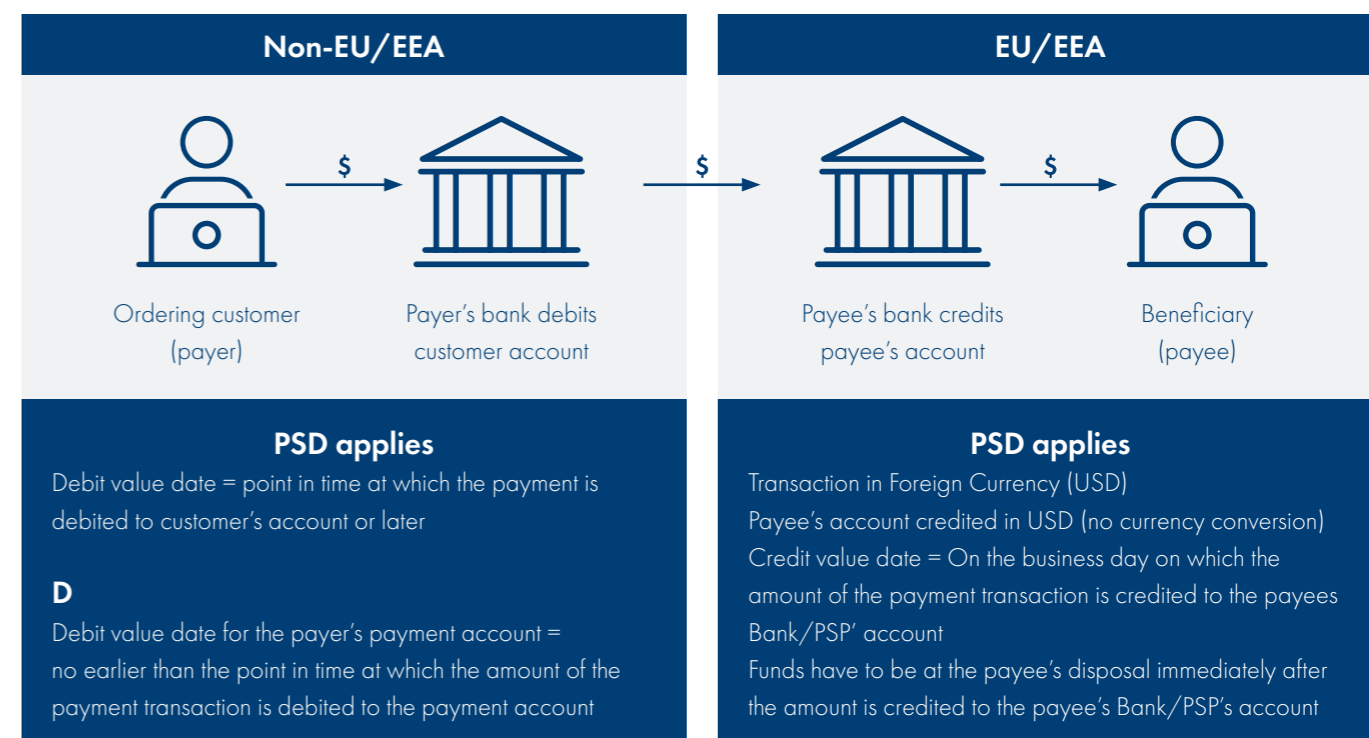 Non-EU/EEA
$
$
Ordering customer
(payer)
Payer’s bank debits
customer account
PSD applies
Debit value date = point in time at which the payment is
debited to customer’s account or later
D
Debit value date for the payer’s payment account =
no earlier than the point in time at which the amount of the
payment transaction is debited to the payment account
EU/EEA
$
Payee’s bank credits
payee’s account
Beneficiary
(payee)
PSD applies
Transaction in Foreign Currency (USD)
Payee’s account credited in USD (no currency conversion)
Credit value date = On the business day on which the
amount of the payment transaction is credited to the payees
Bank/PSP’ account
Funds have to be at the payee’s disposal immediately after
the amount is credited to the payee’s Bank/PSP’s account